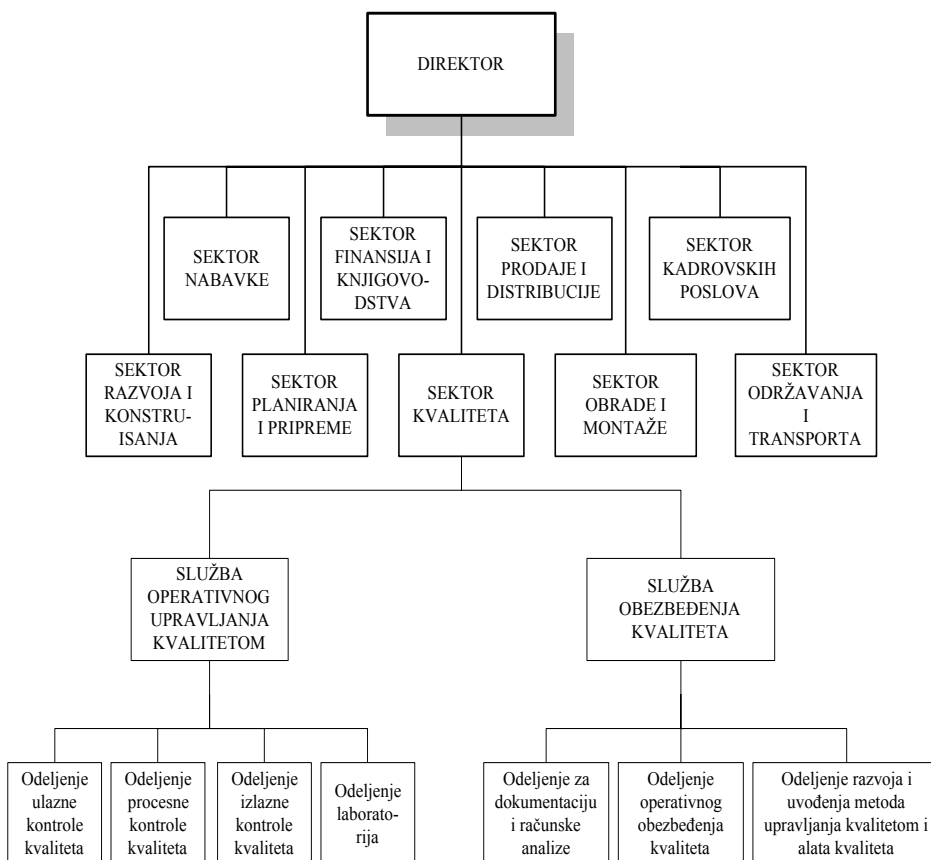 DIREKTOR
SEKTOR
NABAVKE
SEKTOR
FINANSIJA I
KNJIGOVO-
DSTVA
SEKTOR
PRODAJE I
DISTRIBUCIJE
SEKTOR
KADROVSKIH
POSLOVA
SEKTOR
RAZVOJA I
KONSTRU-
ISANJA
SEKTOR
PLANIRANJA
I PRIPREME
SEKTOR
KVALITETA
SEKTOR
OBRADE I
MONTAŽE
SEKTOR
ODRŽAVANJA
I
TRANSPORTA
SLUŽBA
OPERATIVNOG
UPRAVLJANJA
KVALITETOM
SLUŽBA
OBEZBEĐENJA
KVALITETA
Odeljenje
ulazne
kontrole
kvaliteta
Odeljenje
procesne
kontrole
kvaliteta
Odeljenje
izlazne
kontrole
kvaliteta
Odeljenje
laborato-
rija
Odeljenje za
dokumentaciju
i računske
analize
Odeljenje
operativnog
obezbeđenja
kvaliteta
Odeljenje razvoja i
uvođenja metoda
upravljanja kvalitetom i
alata kvaliteta